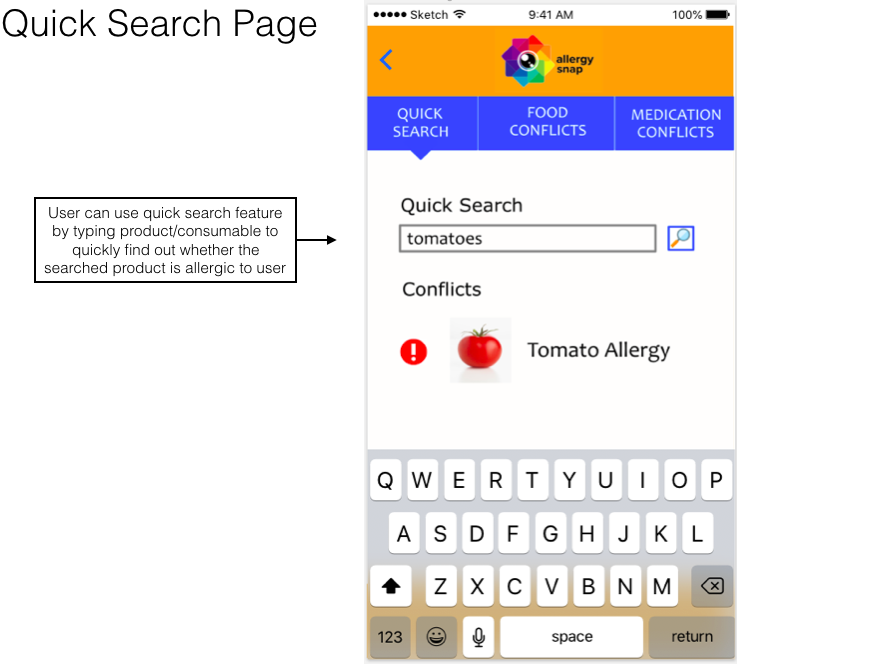 Quick Search Page
Sketch 9:41 AM 100%
allergy
snap
QUICK
SEARCH
FOOD
CONFLICTS
MEDICATION
CONFLICTS
User can use quick search feature
by typing product/consumable to
quickly find out whether the
searched product is allergic to user
Quick Search
tomatoes
Conflicts
Tomato Allergy
Q W E R T Y U I O P
A S D F G H J K L
Z X C V B N M
123 space return